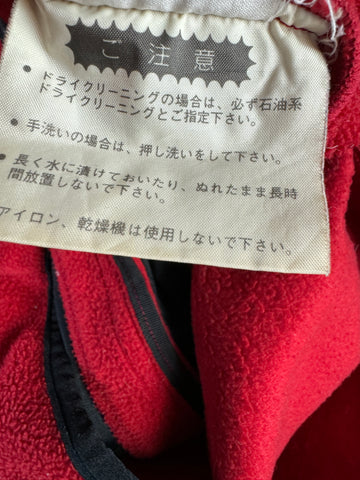 ご注意
• ドライクリーニングの場合は、必ず石油系
ドライクリーニングとご指定下さい。
• 手洗いの場合は、押し洗いをして下さい。
• 長く水に漬けておいたり、ぬれたまま長時
間放置しないで下さい。
アイロン、乾燥機は使用しないで下さい。